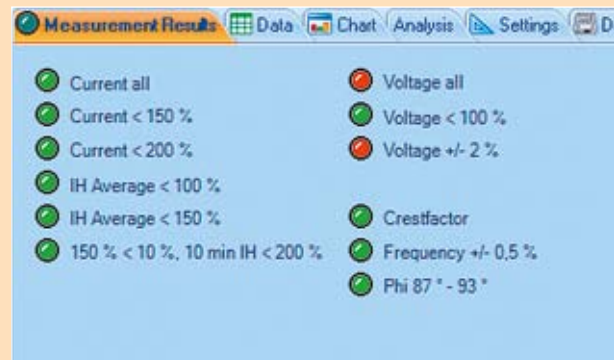 Measurement Results Data Chart Analysis Settings D
Current all
Current < 150 %
Current < 200 %
IH Average < 100 %
IH Average < 150 %
150 % < 10 %, 10 min IH < 200 %
Voltage all
Voltage < 100 %
Voltage +/- 2 %
Crestfactor
Frequency +/- 0,5 %
Phi 87 ° - 93 °